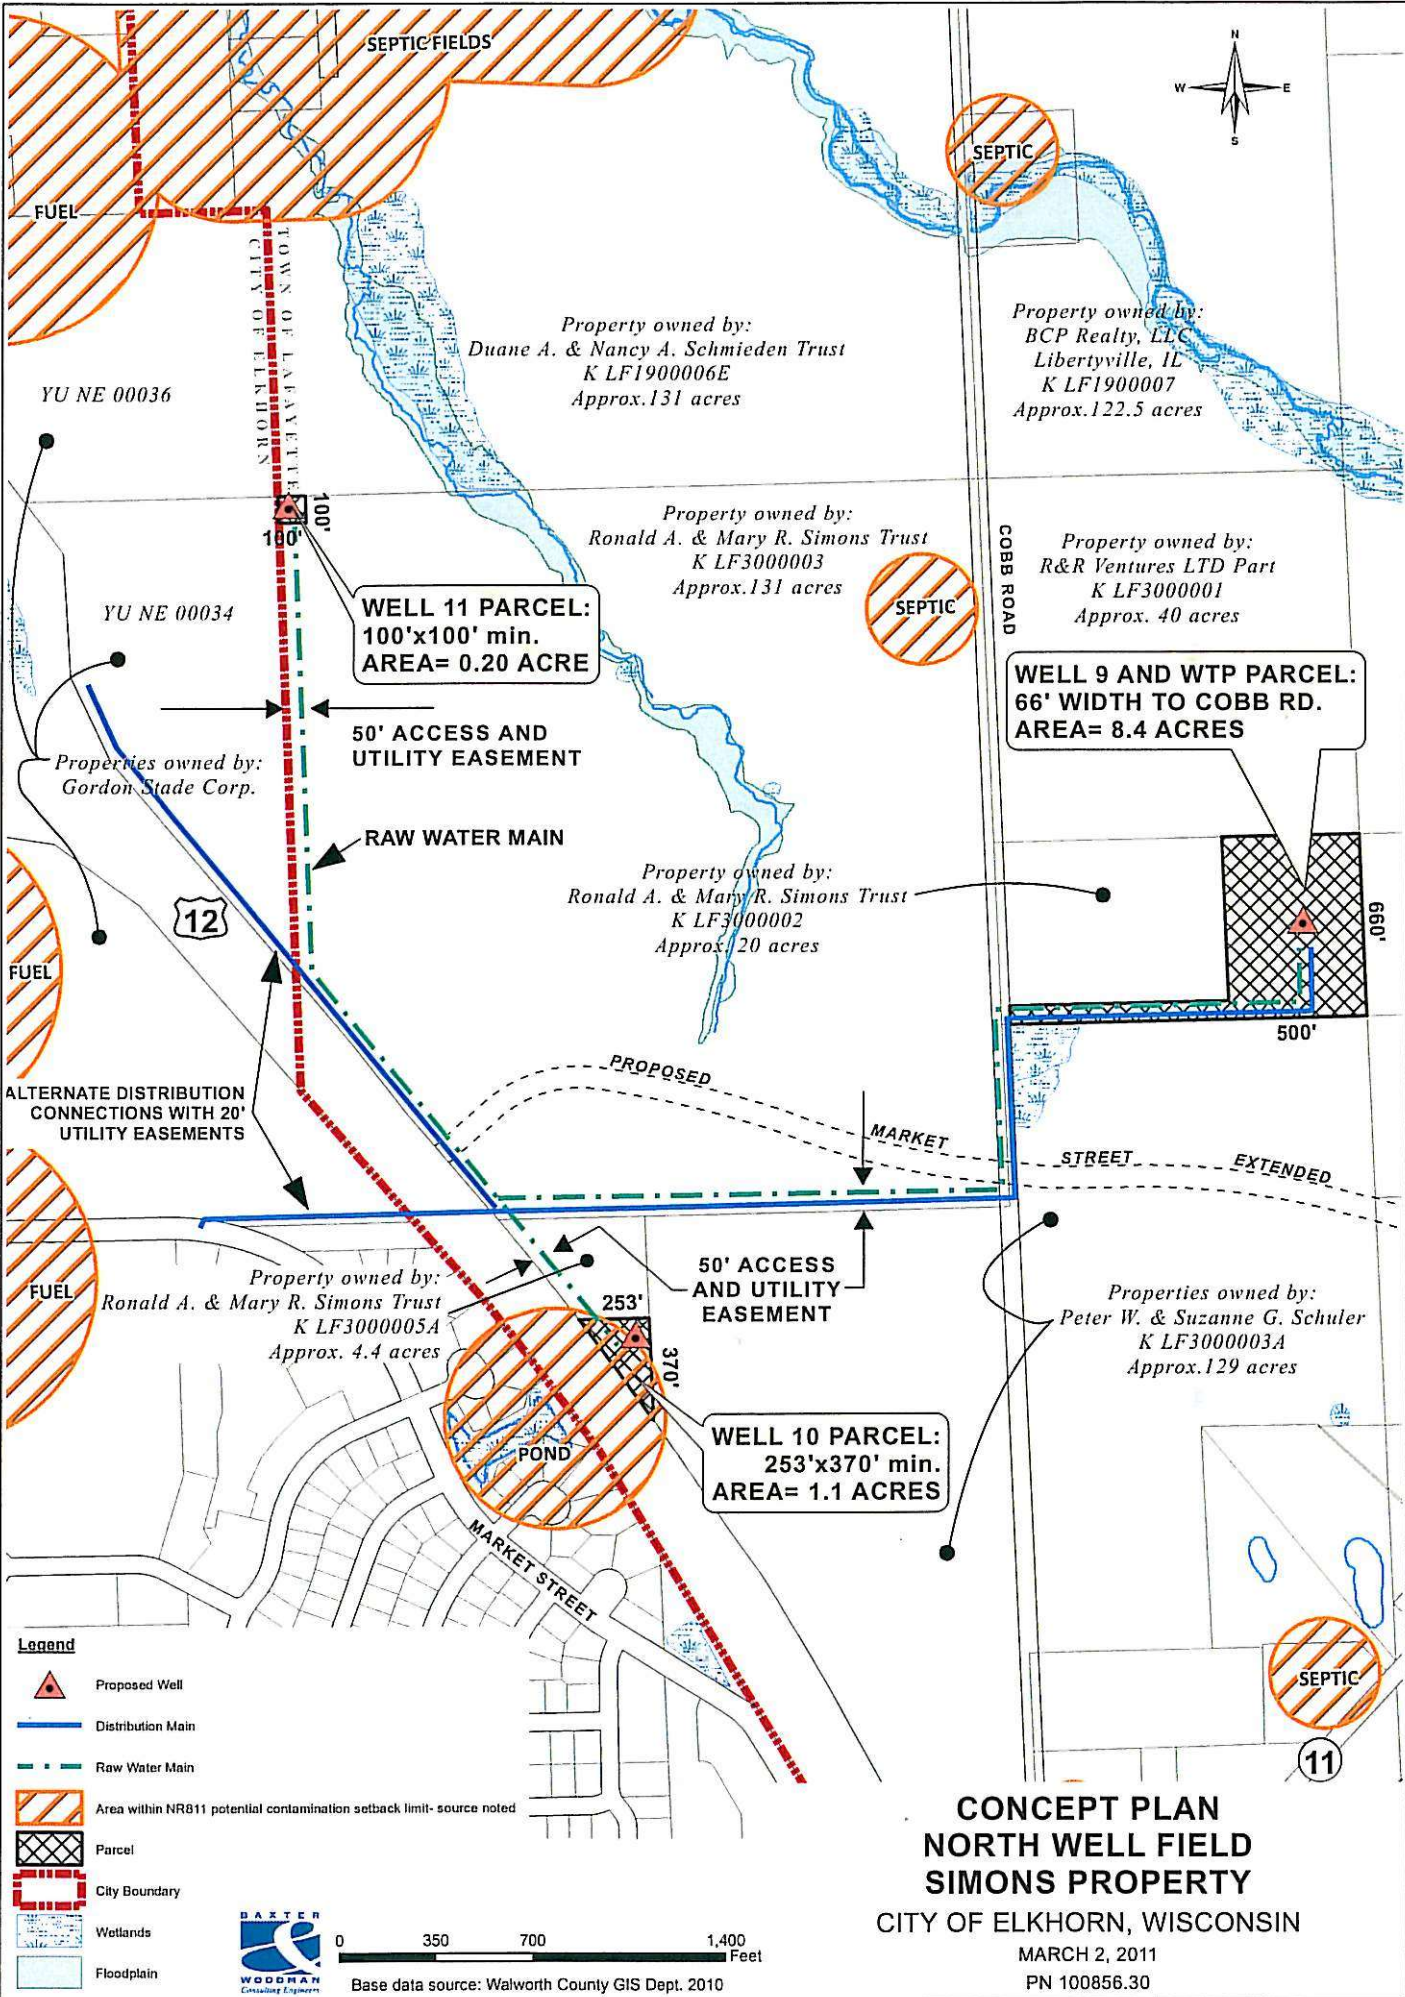 SEPTIC FIELDS
N
W
E
S
SEPTIC
FUEL
TOWN OF LAFAYETTE
CITY OF ELKHORN
Property owned by:
Duane A. & Nancy A. Schmieden Trust
K LF1900006E
Approx.131 acres
Property owned by:
BCP Realty, LLC
Libertyville, IL
K LF1900007
Approx.122.5 acres
YU NE 00036
100'
100'
Property owned by:
Ronald A. & Mary R. Simons Trust
K LF3000003
Approx.131 acres
SEPTIC
COBB ROAD
Property owned by:
R&R Ventures LTD Part
K LF3000001
Approx. 40 acres
YU NE 00034
WELL 11 PARCEL:
100'x100' min.
AREA= 0.20 ACRE
WELL 9 AND WTP PARCEL:
66' WIDTH TO COBB RD.
AREA= 8.4 ACRES
50' ACCESS AND
UTILITY EASEMENT
Properties owned by:
Gordon Stade Corp.
RAW WATER MAIN
12
Property owned by:
Ronald A. & Mary R. Simons Trust
K LF3000002
Approx. 20 acres
660'
500'
FUEL
PROPOSED
MARKET
STREET
EXTENDED
ALTERNATE DISTRIBUTION
CONNECTIONS WITH 20'
UTILITY EASEMENTS
FUEL
Property owned by:
Ronald A. & Mary R. Simons Trust
K LF3000005A
Approx. 4.4 acres
50' ACCESS
AND UTILITY
EASEMENT
253'
370'
Properties owned by:
Peter W. & Suzanne G. Schuler
K LF3000003A
Approx.129 acres
POND
WELL 10 PARCEL:
253'x370' min.
AREA= 1.1 ACRES
MARKET STREET
SEPTIC
11
Legend
Proposed Well
Distribution Main
Raw Water Main
Area within NR811 potential contamination setback limit- source noted
Parcel
City Boundary
Wetlands
Floodplain
BAXTER
&
WOODMAN
Consulting Engineers
0 350 700 1,400
Feet
Base data source: Walworth County GIS Dept. 2010
CONCEPT PLAN
NORTH WELL FIELD
SIMONS PROPERTY
CITY OF ELKHORN, WISCONSIN
MARCH 2, 2011
PN 100856.30